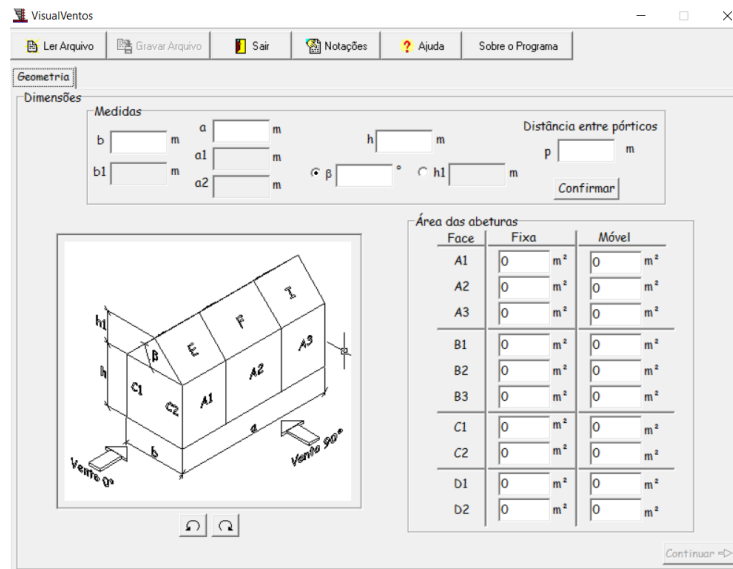 VisualVentos
Ler Arquivo Gravar Arquivo Sair Notações Ajuda Sobre o Programa
Geometria
Dimensões
Medidas
b m a m h m Distância entre pórticos
p m
b1 m a1 m β ° h1 m
a2 m Confirmar
Área das abeturas
Face Fixa Móvel
A1 0 m² 0 m²
A2 0 m² 0 m²
A3 0 m² 0 m²
B1 0 m² 0 m²
B2 0 m² 0 m²
B3 0 m² 0 m²
C1 0 m² 0 m²
C2 0 m² 0 m²
D1 0 m² 0 m²
D2 0 m² 0 m²
h1 β E F I
h C1 C2 A1 A2 A3
b a
Vento 0° Vento 90°
Continuar